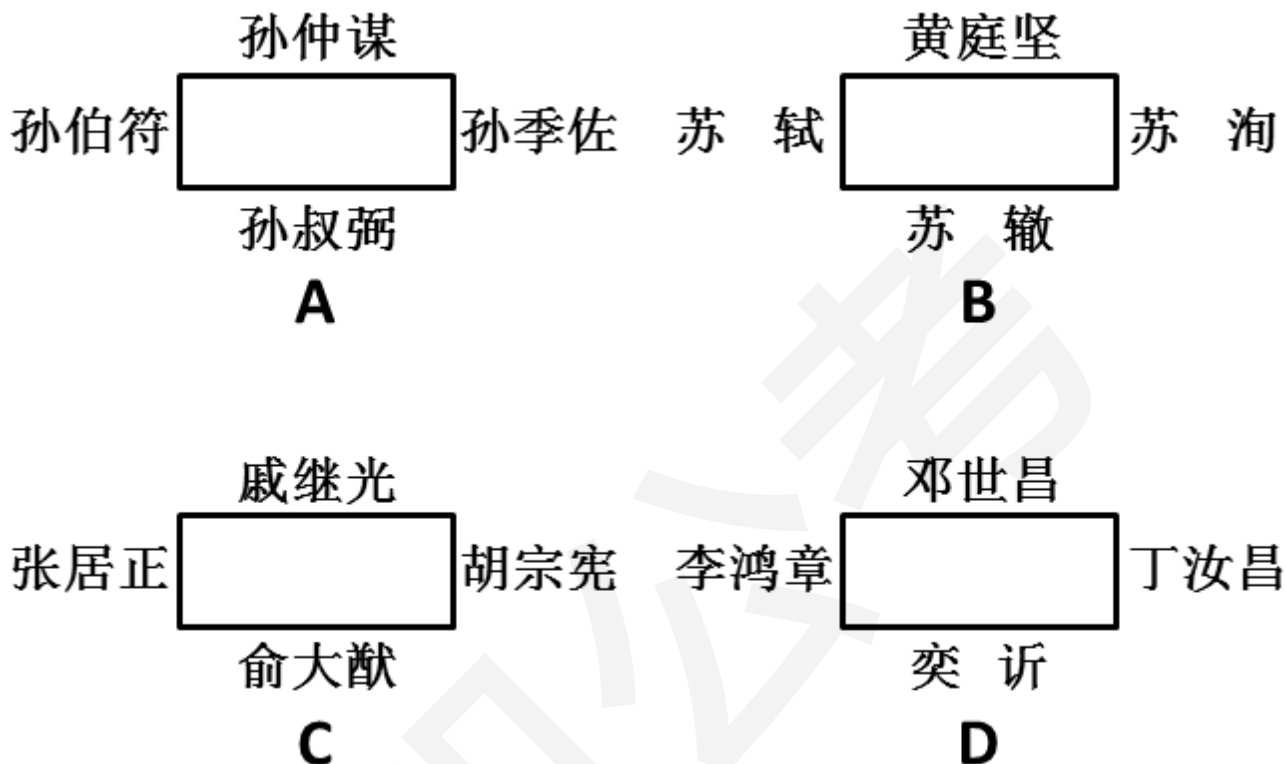 孙仲谋 黄庭坚
孙伯符 孙季佐 苏 轼 苏 洵
孙叔弼 苏 辙
A B
戚继光 邓世昌
张居正 胡宗宪 李鸿章 丁汝昌
俞大猷 奕 䜣
C D
公考